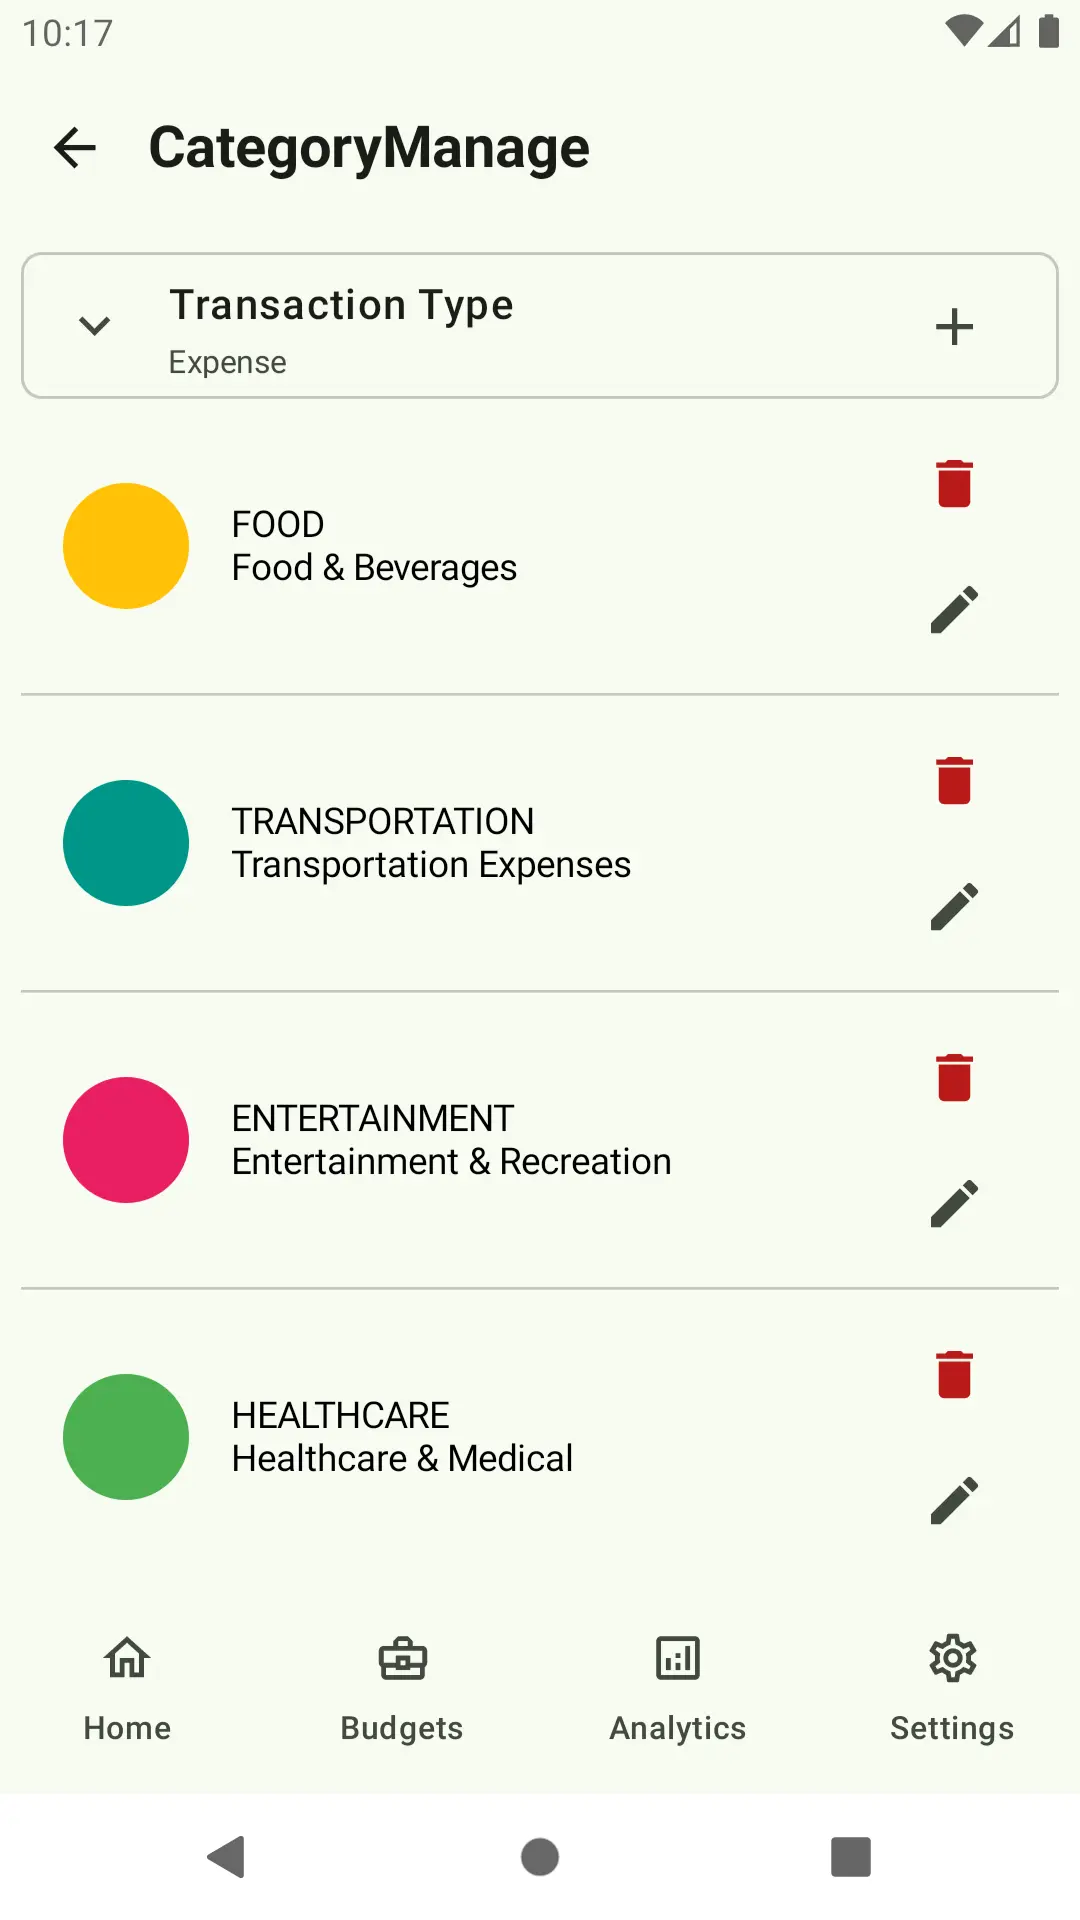 10:17
CategoryManage
Transaction Type
Expense
FOOD
Food & Beverages
TRANSPORTATION
Transportation Expenses
ENTERTAINMENT
Entertainment & Recreation
HEALTHCARE
Healthcare & Medical
Home
Budgets
Analytics
Settings